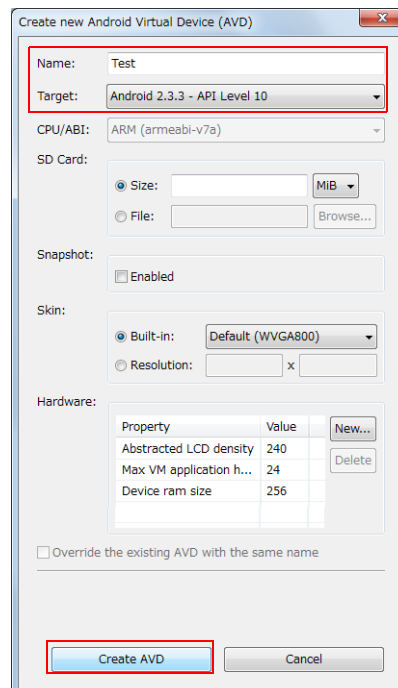 Create new Android Virtual Device (AVD)
Name: Test
Target: Android 2.3.3 - API Level 10
CPU/ABI: ARM (armeabi-v7a)
SD Card:
Size: MiB
File: Browse...
Snapshot:
Enabled
Skin:
Built-in: Default (WVGA800)
Resolution: x
Hardware:
Property Value New...
Abstracted LCD density 240
Delete
Max VM application h... 24
Device ram size 256
Override the existing AVD with the same name
Create AVD Cancel